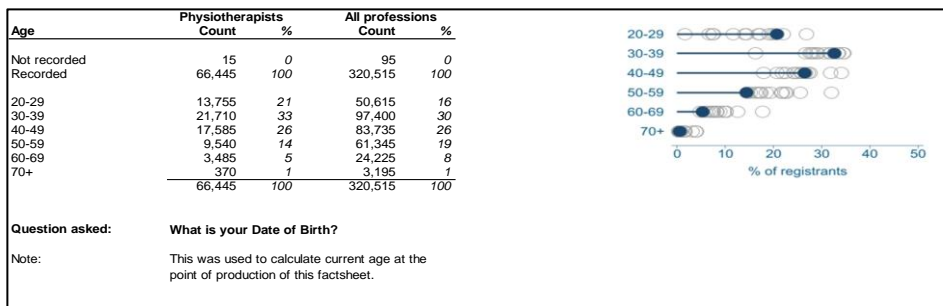 Physiotherapists All professions
Age Count % Count %
Not recorded 15 0 95 0
Recorded 66,445 100 320,515 100
20-29 13,755 21 50,615 16
30-39 21,710 33 97,400 30
40-49 17,585 26 83,735 26
50-59 9,540 14 61,345 19
60-69 3,485 5 24,225 8
70+ 370 1 3,195 1
66,445 100 320,515 100
Question asked: What is your Date of Birth?
Note: This was used to calculate current age at the
point of production of this factsheet.
20-29
30-39
40-49
50-59
60-69
70+
0 10 20 30 40 50
% of registrants